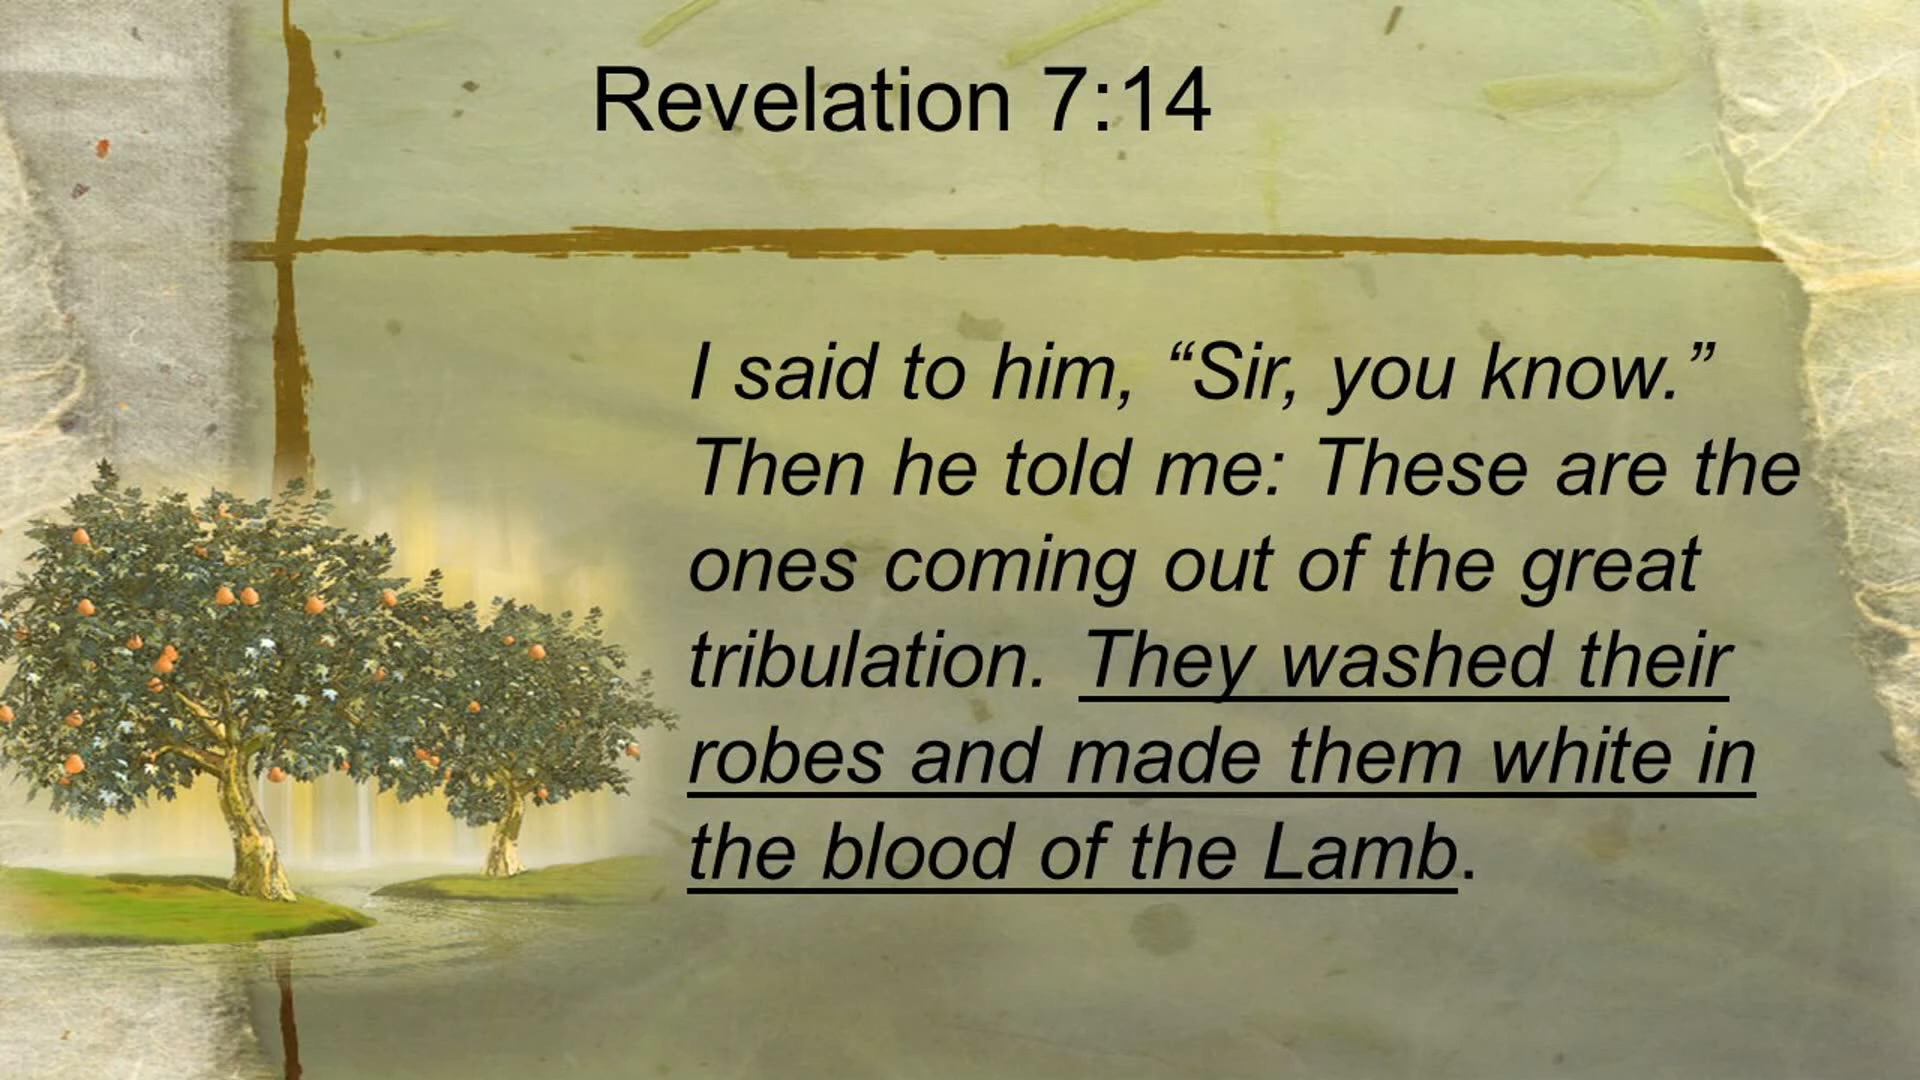 Revelation 7:14
I said to him, “Sir, you know.”
Then he told me: These are the
ones coming out of the great
tribulation. They washed their
robes and made them white in
the blood of the Lamb.